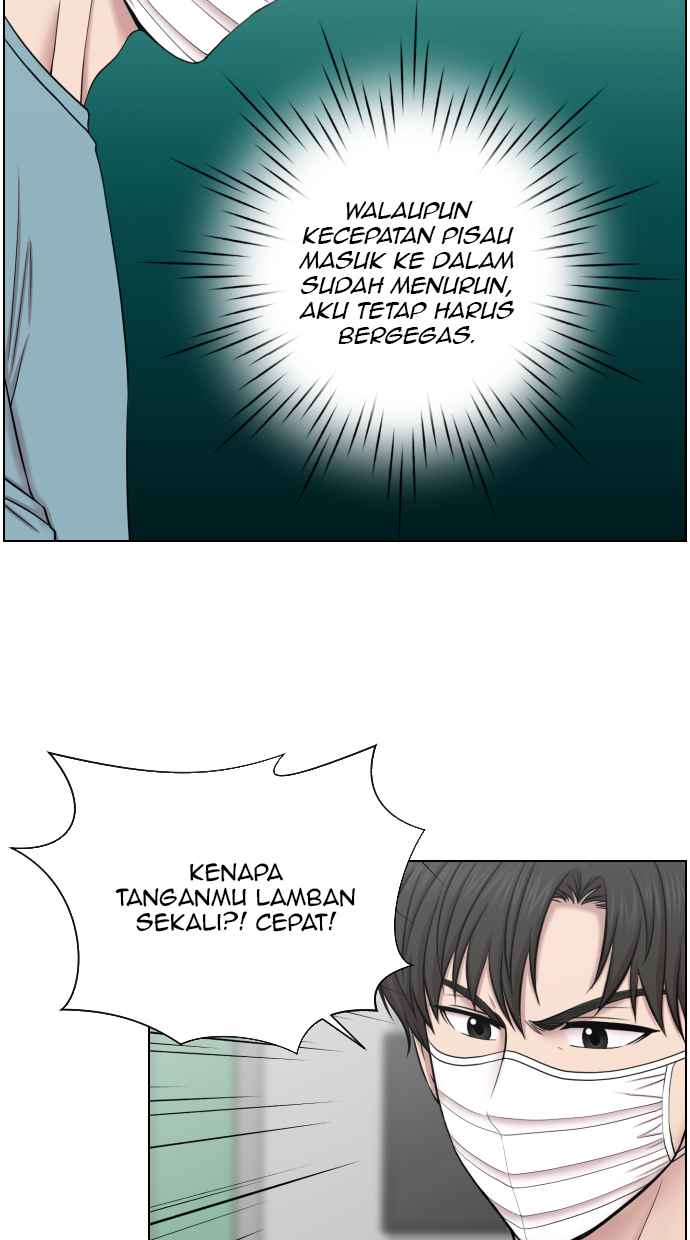 WALAUPUN
KECEPATAN PISAU
MASUK KE DALAM
SUDAH MENURUN,
AKU TETAP HARUS
BERGEGAS.
KENAPA
TANGANMU LAMBAN
SEKALI?! CEPAT!